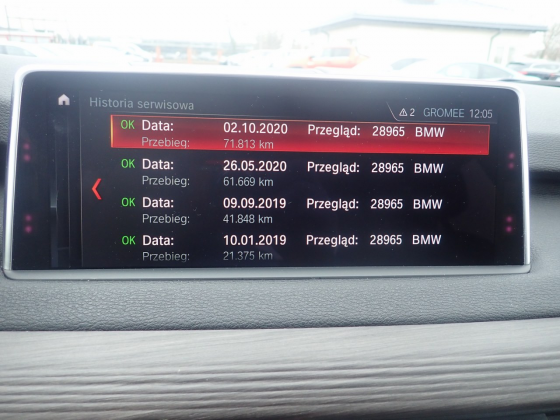 Historia serwisowa
2 GROMEE 12:05
OK Data: 02.10.2020 Przegląd: 28965 BMW
Przebieg: 71.813 km
OK Data: 26.05.2020 Przegląd: 28965 BMW
Przebieg: 61.669 km
OK Data: 09.09.2019 Przegląd: 28965 BMW
Przebieg: 41.848 km
OK Data: 10.01.2019 Przegląd: 28965 BMW
Przebieg: 21.375 km